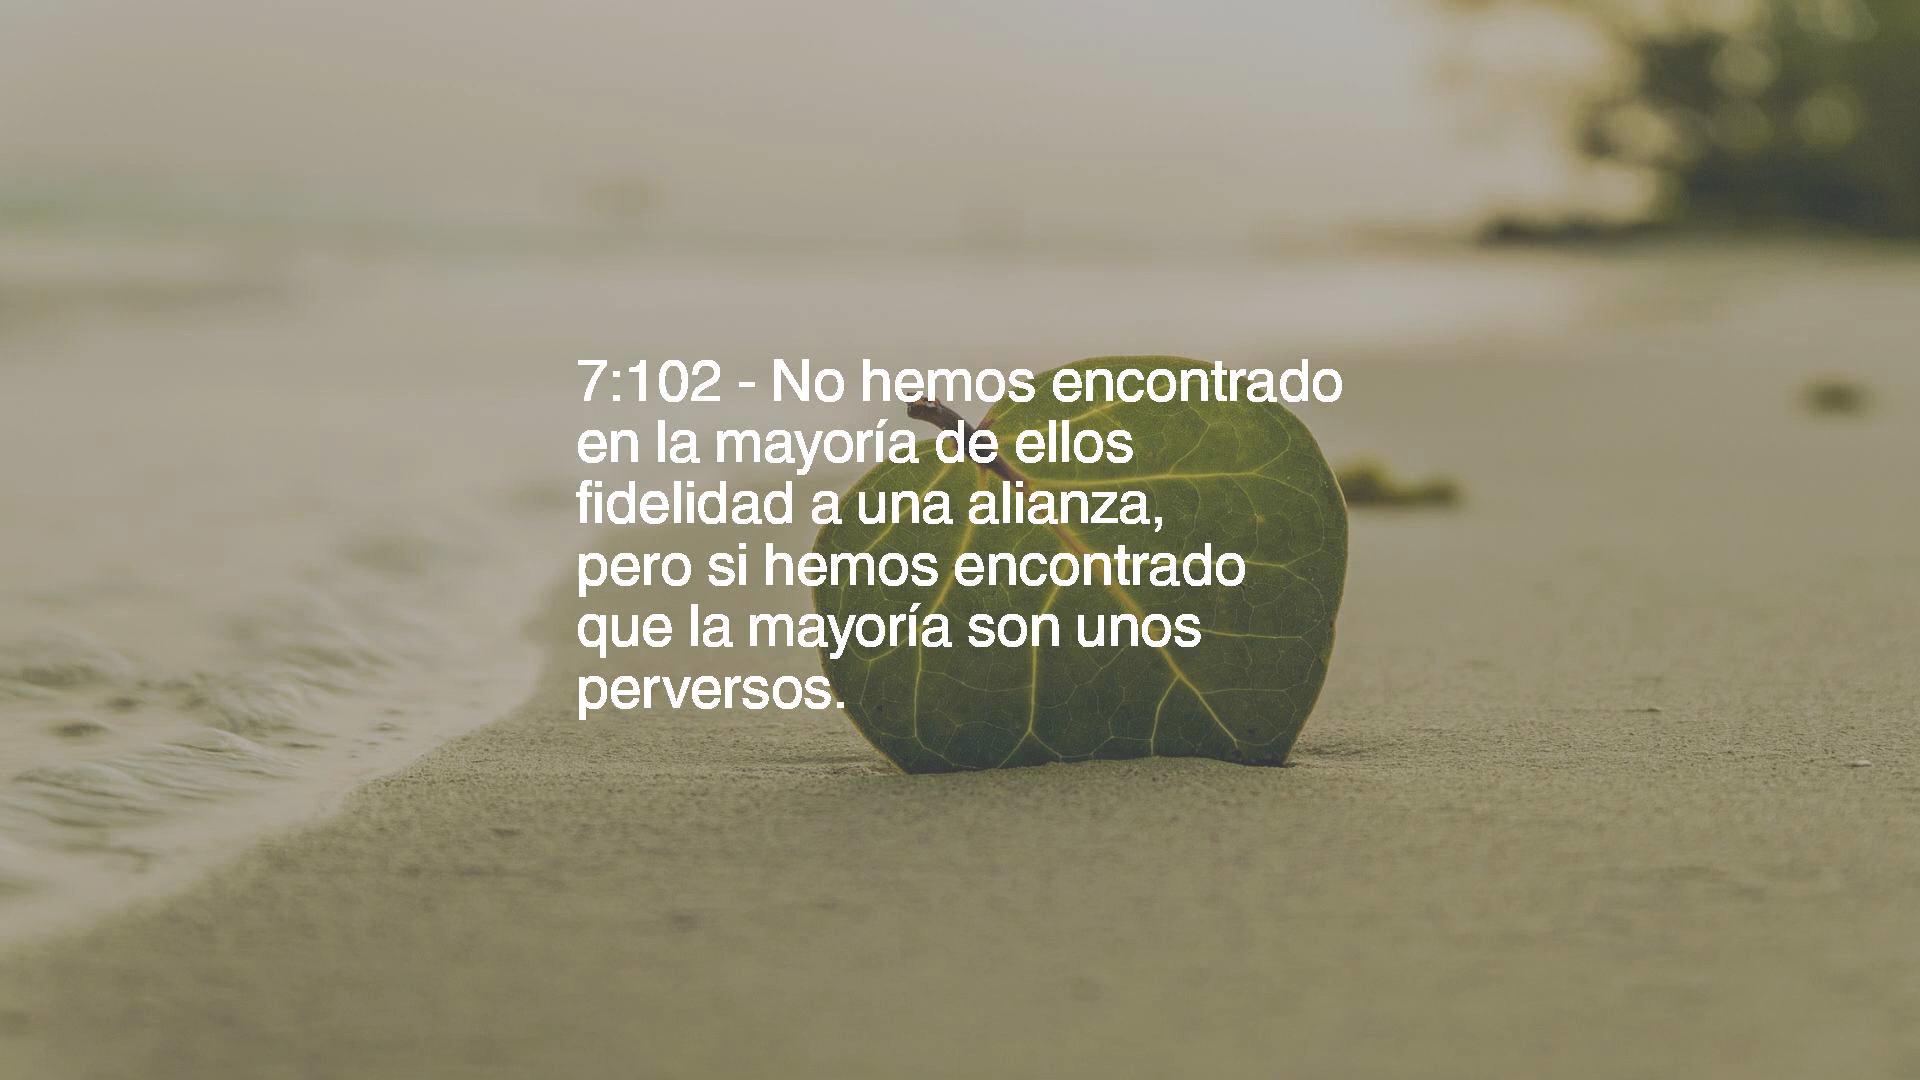 7:102 - No hemos encontrado
en la mayoría de ellos
fidelidad a una alianza,
pero si hemos encontrado
que la mayoría son unos
perversos.